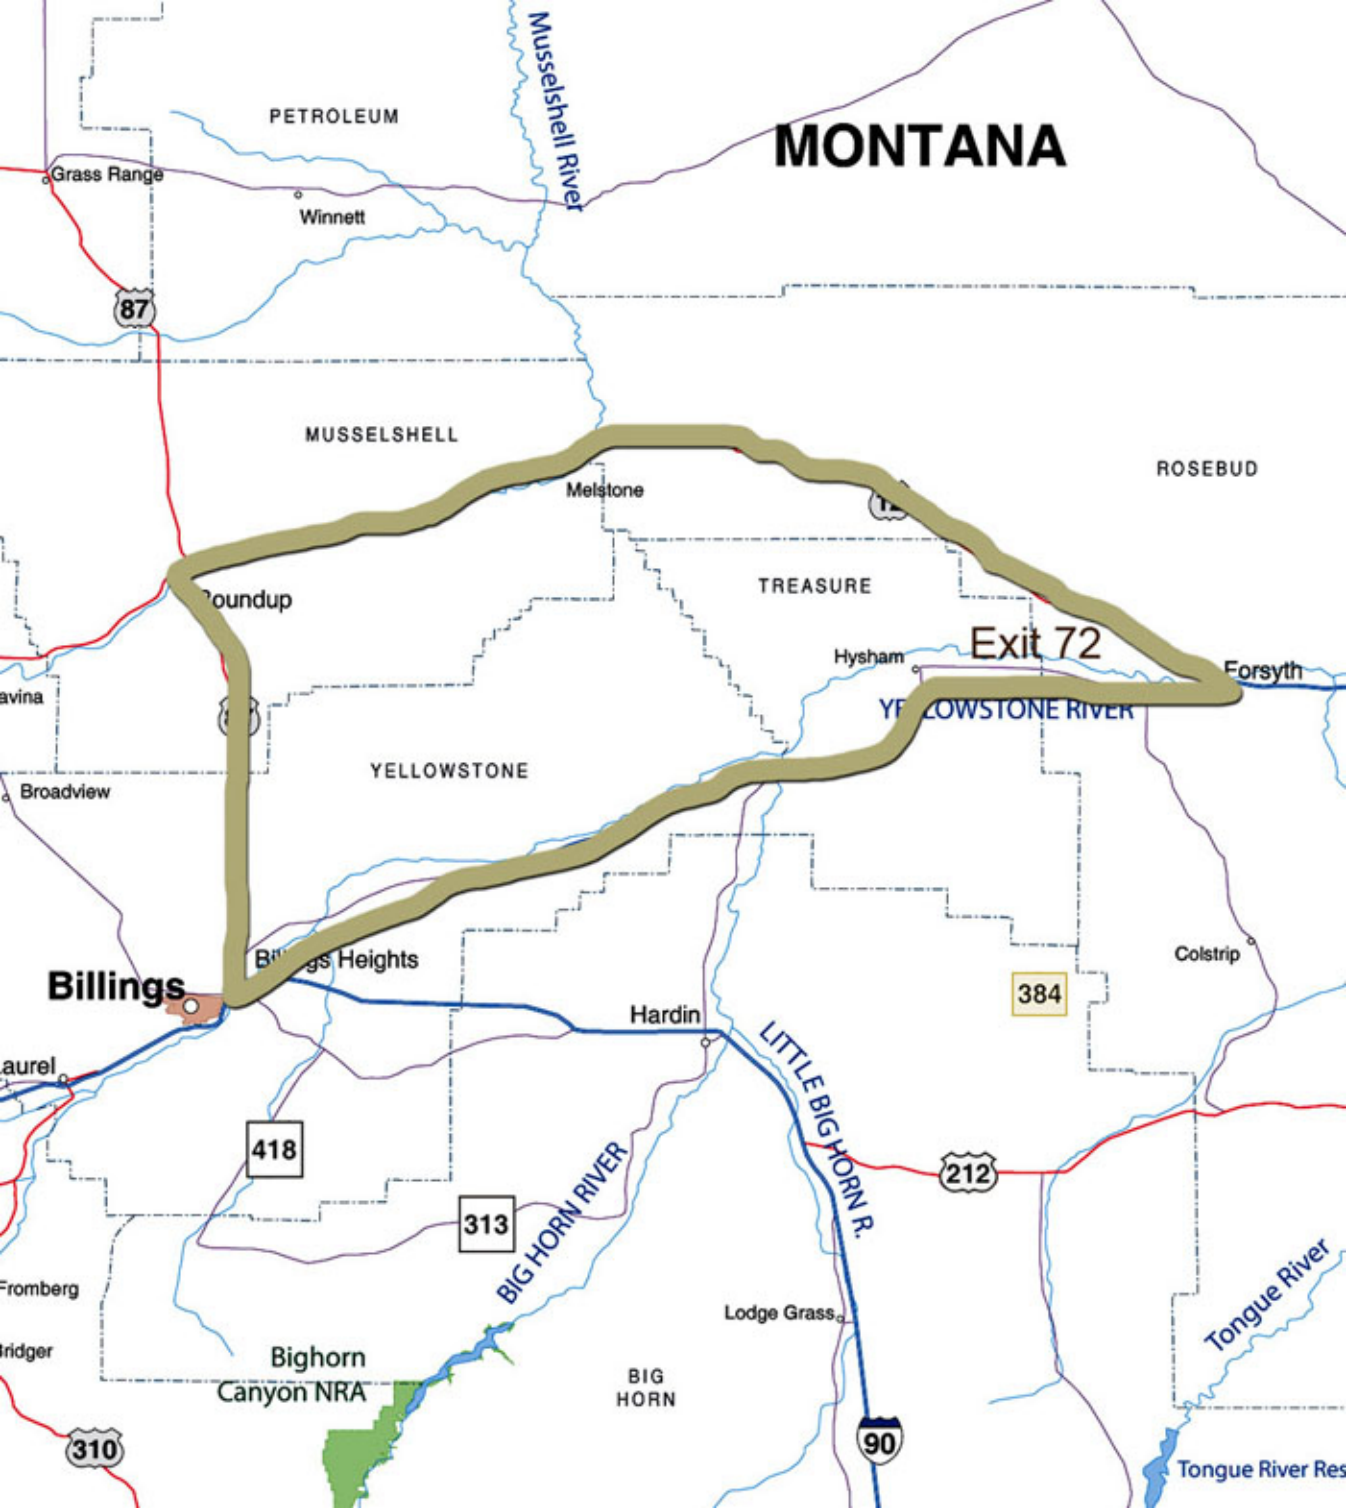 Musselshell River
PETROLEUM
MONTANA
Grass Range
Winnett
87
MUSSELSHELL
ROSEBUD
Melstone
12
TREASURE
oundup
Exit 72
Hysham
Forsyth
avina
YELLOWSTONE RIVER
YELLOWSTONE
Broadview
Billings Heights
Colstrip
Billings
384
Hardin
LITTLE BIG HORN R.
aurel
418
212
BIG HORN RIVER
313
Tongue River
Fromberg
Lodge Grass
Bridger
Bighorn
Canyon NRA
BIG
HORN
90
310
Tongue River Res